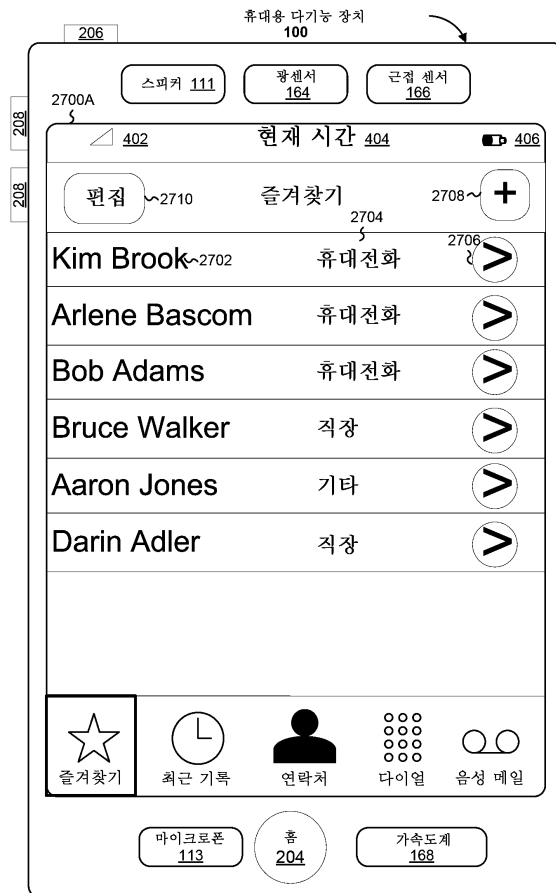 휴대용 다기능 장치
100
206
스피커 111
광센서
164
근접 센서
166
2700A
208
208
402
현재 시간 404
406
편집 2710
즐겨찾기
2708 +
2704
2706
Kim Brook 2702 휴대전화 >
Arlene Bascom 휴대전화 >
Bob Adams 휴대전화 >
Bruce Walker 직장 >
Aaron Jones 기타 >
Darin Adler 직장 >
즐겨찾기
최근 기록
연락처
다이얼
음성 메일
마이크로폰
113
홈
204
가속도계
168